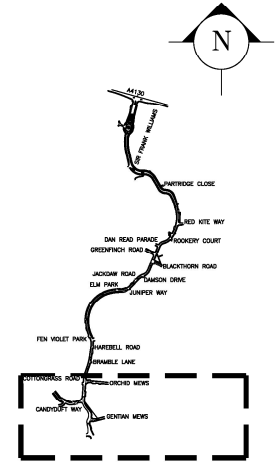 N
A4130
SIR FRANK WILLIAMS
PARTRIDGE CLOSE
RED KITE WAY
DAN READ PARADE
ROOKERY COURT
GREENFINCH ROAD
BLACKTHORN ROAD
JACKDAW ROAD
DAMSON DRIVE
ELM PARK
JUNIPER WAY
FEN VIOLET PARK
HAREBELL ROAD
BRAMBLE LANE
COTTONGRASS ROAD
ORCHID MEWS
CANDYDUFT WAY
GENTIAN MEWS